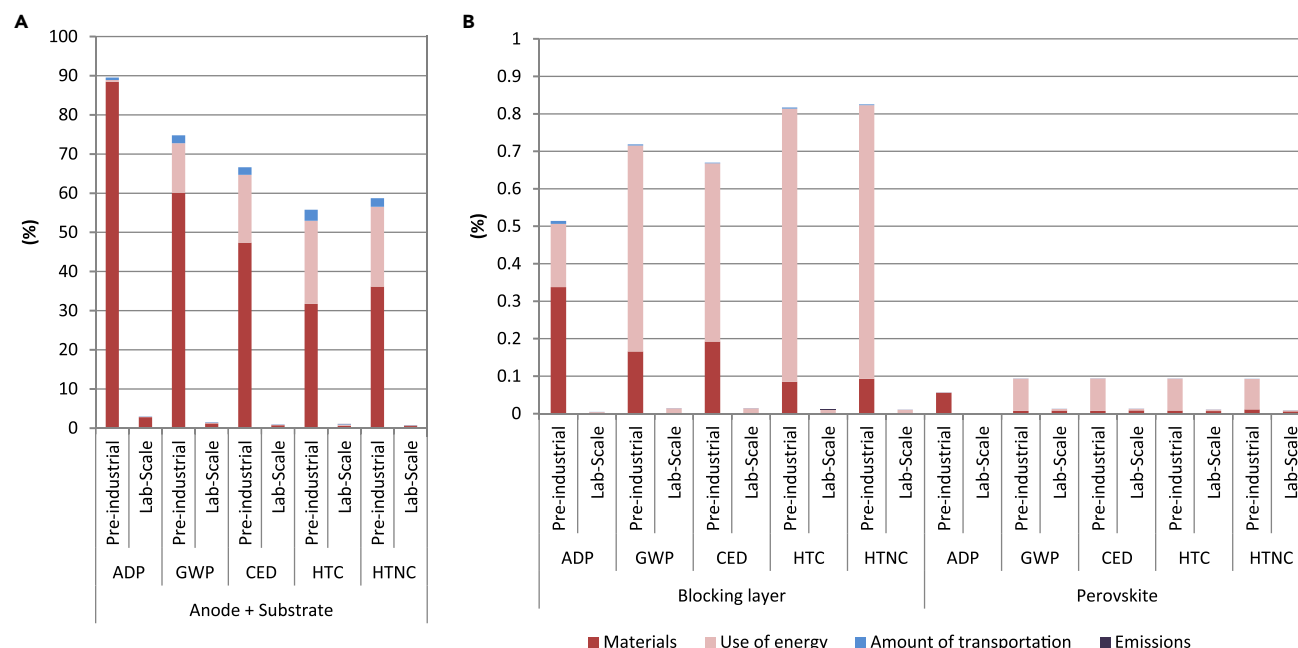 A
100
90
80
70
60
50
40
30
20
10
0
(%)
Pre-industrial
Lab-Scale
Pre-industrial
Lab-Scale
Pre-industrial
Lab-Scale
Pre-industrial
Lab-Scale
Pre-industrial
Lab-Scale
ADP GWP CED HTC HTNC
Anode + Substrate
B
1
0.9
0.8
0.7
0.6
0.5
0.4
0.3
0.2
0.1
0
(%)
Pre-industrial
Lab-Scale
Pre-industrial
Lab-Scale
Pre-industrial
Lab-Scale
Pre-industrial
Lab-Scale
Pre-industrial
Lab-Scale
Pre-industrial
Lab-Scale
Pre-industrial
Lab-Scale
Pre-industrial
Lab-Scale
Pre-industrial
Lab-Scale
Pre-industrial
Lab-Scale
ADP GWP CED HTC HTNC ADP GWP CED HTC HTNC
Blocking layer Perovskite
Materials Use of energy Amount of transportation Emissions